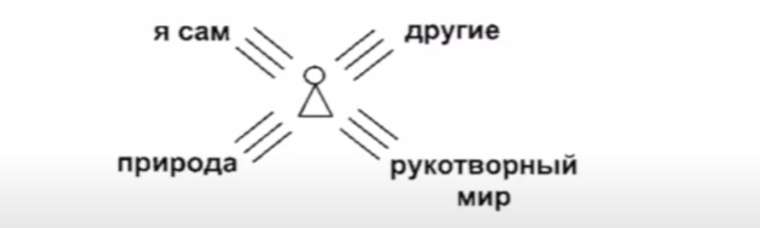 я сам
другие
природа
рукотворный
мир